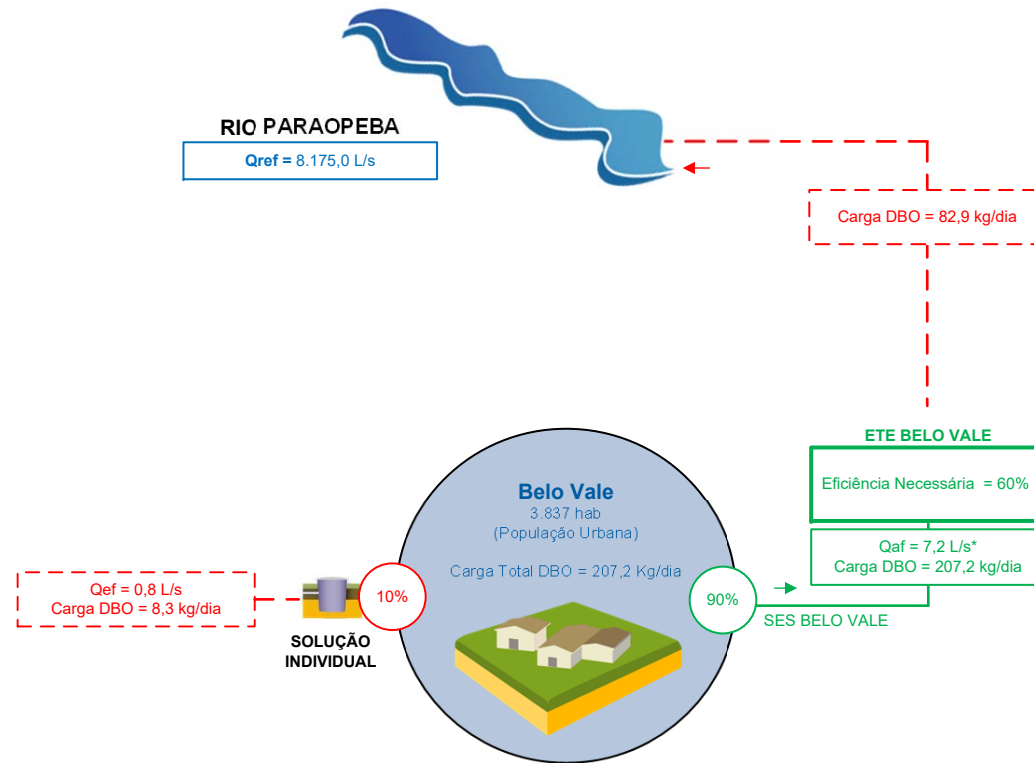 RIO PARAOPEBA
Qref = 8.175,0 L/s
Carga DBO = 82,9 kg/dia
ETE BELO VALE
Eficiência Necessária = 60%
Qaf = 7,2 L/s*
Carga DBO = 207,2 kg/dia
Belo Vale
3.837 hab
(População Urbana)
Carga Total DBO = 207,2 Kg/dia
90%
SES BELO VALE
10%
Qef = 0,8 L/s
Carga DBO = 8,3 kg/dia
SOLUÇÃO
INDIVIDUAL